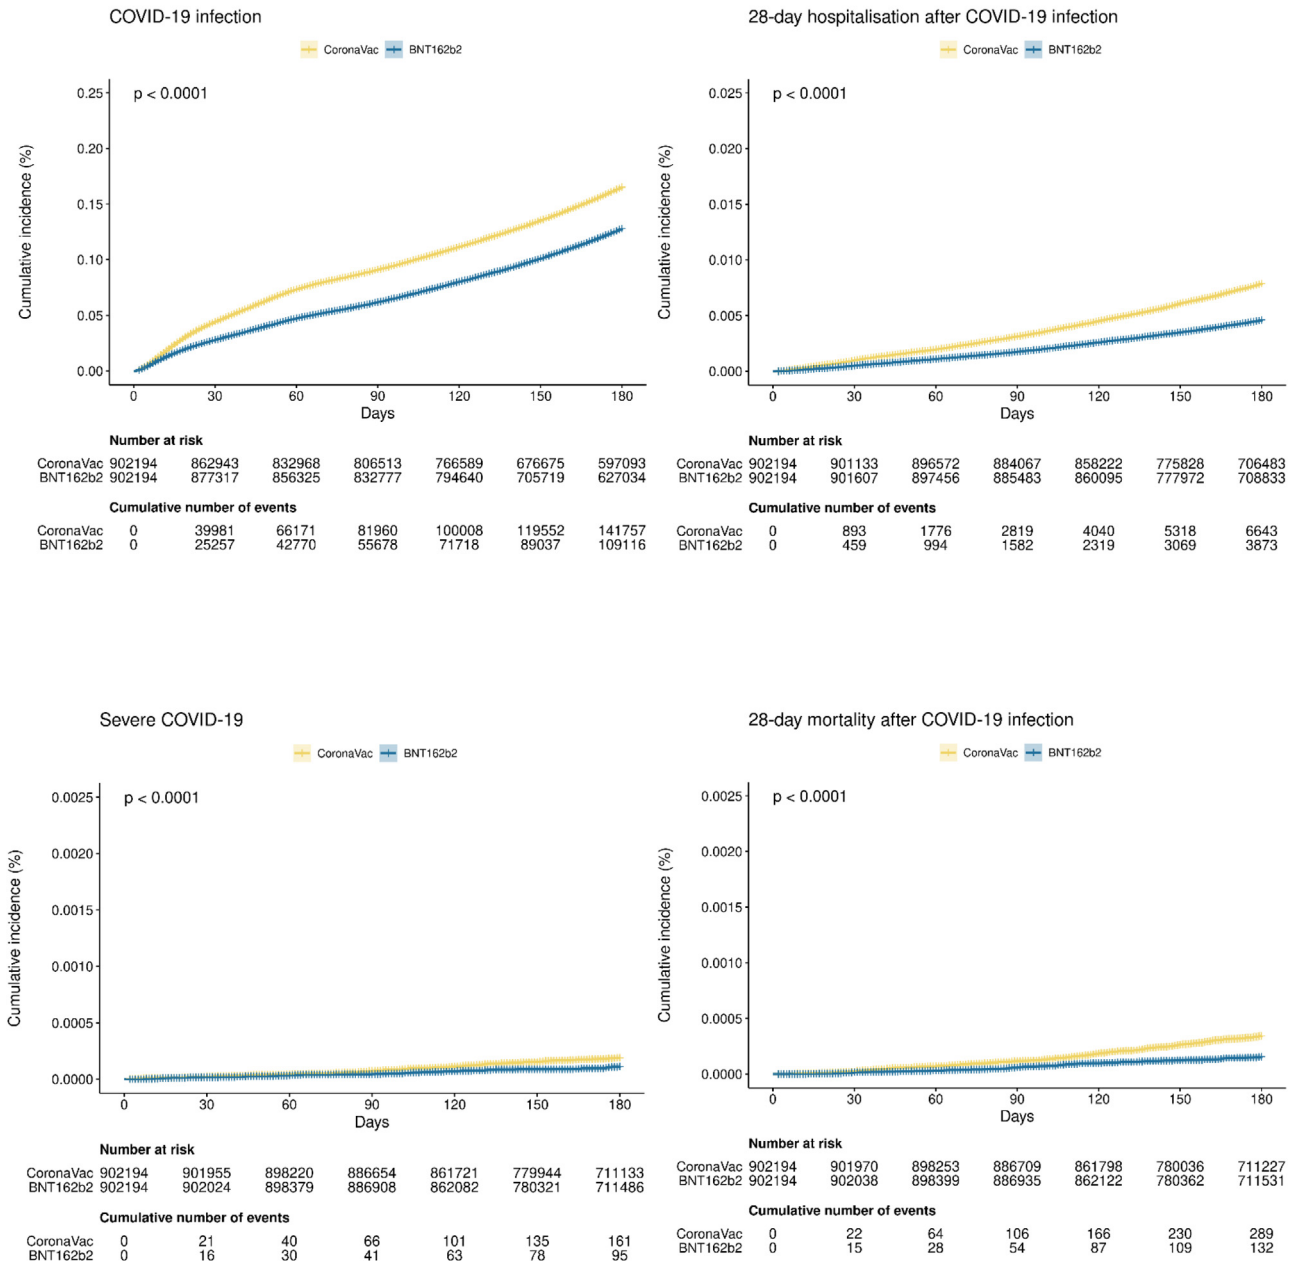 COVID-19 infection
CoronaVac BNT162b2
p < 0.0001
Cumulative incidence (%)
0.25
0.20
0.15
0.10
0.05
0.00
0 30 60 90 120 150 180
Days
Number at risk
CoronaVac 902194 862943 832968 806513 766589 676675 597093
BNT162b2 902194 877317 856325 832777 794640 705719 627034
Cumulative number of events
CoronaVac 0 39981 66171 81960 100008 119552 141757
BNT162b2 0 25257 42770 55678 71718 89037 109116
28-day hospitalisation after COVID-19 infection
CoronaVac BNT162b2
p < 0.0001
Cumulative incidence (%)
0.025
0.020
0.015
0.010
0.005
0.000
0 30 60 90 120 150 180
Days
Number at risk
CoronaVac 902194 901133 896572 884067 858222 775828 706483
BNT162b2 902194 901607 897456 885483 860095 777972 708833
Cumulative number of events
CoronaVac 0 893 1776 2819 4040 5318 6643
BNT162b2 0 459 994 1582 2319 3069 3873
Severe COVID-19
CoronaVac BNT162b2
p < 0.0001
Cumulative incidence (%)
0.0025
0.0020
0.0015
0.0010
0.0005
0.0000
0 30 60 90 120 150 180
Days
Number at risk
CoronaVac 902194 901955 898220 886654 861721 779944 711133
BNT162b2 902194 902024 898379 886908 862082 780321 711486
Cumulative number of events
CoronaVac 0 21 40 66 101 135 161
BNT162b2 0 16 30 41 63 78 95
28-day mortality after COVID-19 infection
CoronaVac BNT162b2
p < 0.0001
Cumulative incidence (%)
0.0025
0.0020
0.0015
0.0010
0.0005
0.0000
0 30 60 90 120 150 180
Days
Number at risk
CoronaVac 902194 901970 898253 886709 861798 780036 711227
BNT162b2 902194 902038 898399 886935 862122 780362 711531
Cumulative number of events
CoronaVac 0 22 64 106 166 230 289
BNT162b2 0 15 28 54 87 109 132